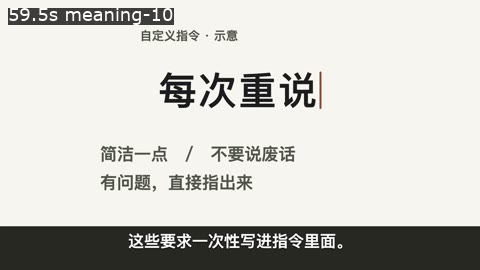 59.5s meaning-10
自定义指令 · 示意
每次重说
简洁一点 / 不要说废话
有问题，直接指出来
这些要求一次性写进指令里面。